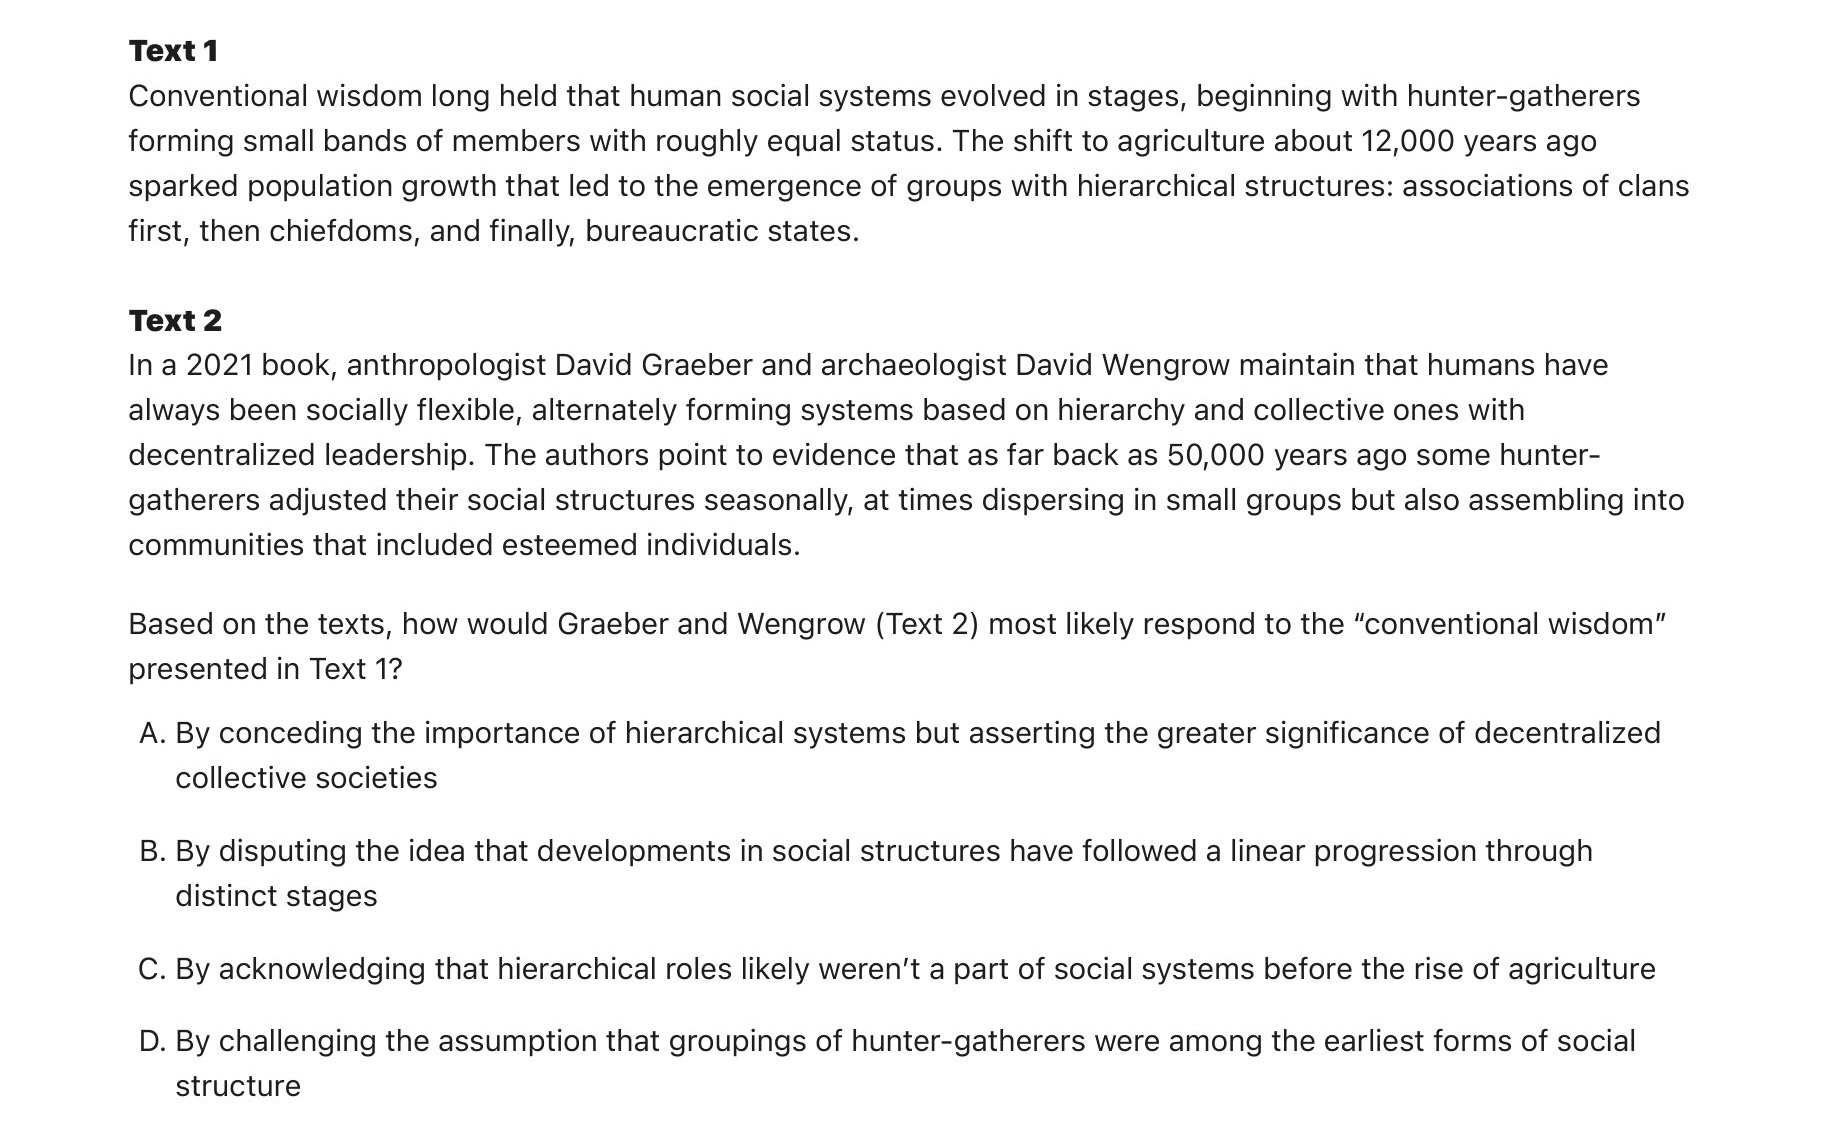 Text 1
Conventional wisdom long held that human social systems evolved in stages, beginning with hunter-gatherers
forming small bands of members with roughly equal status. The shift to agriculture about 12,000 years ago
sparked population growth that led to the emergence of groups with hierarchical structures: associations of clans
first, then chiefdoms, and finally, bureaucratic states.
Text 2
In a 2021 book, anthropologist David Graeber and archaeologist David Wengrow maintain that humans have
always been socially flexible, alternately forming systems based on hierarchy and collective ones with
decentralized leadership. The authors point to evidence that as far back as 50,000 years ago some hunter-
gatherers adjusted their social structures seasonally, at times dispersing in small groups but also assembling into
communities that included esteemed individuals.
Based on the texts, how would Graeber and Wengrow (Text 2) most likely respond to the “conventional wisdom”
presented in Text 1?
A. By conceding the importance of hierarchical systems but asserting the greater significance of decentralized
collective societies
B. By disputing the idea that developments in social structures have followed a linear progression through
distinct stages
C. By acknowledging that hierarchical roles likely weren’t a part of social systems before the rise of agriculture
D. By challenging the assumption that groupings of hunter-gatherers were among the earliest forms of social
structure